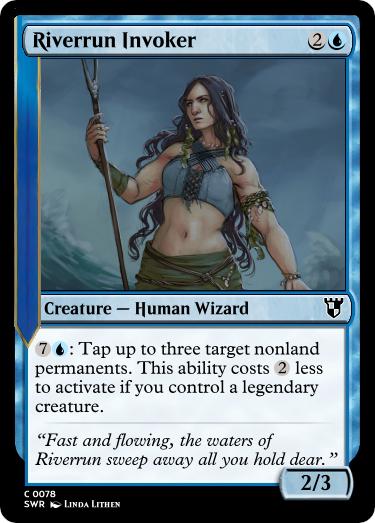 Riverrun Invoker 2
Creature — Human Wizard
7 : Tap up to three target nonland
permanents. This ability costs 2 less
to activate if you control a legendary
creature.
“Fast and flowing, the waters of
Riverrun sweep away all you hold dear.”
2/3
C 0078
SWR Linda Lithen